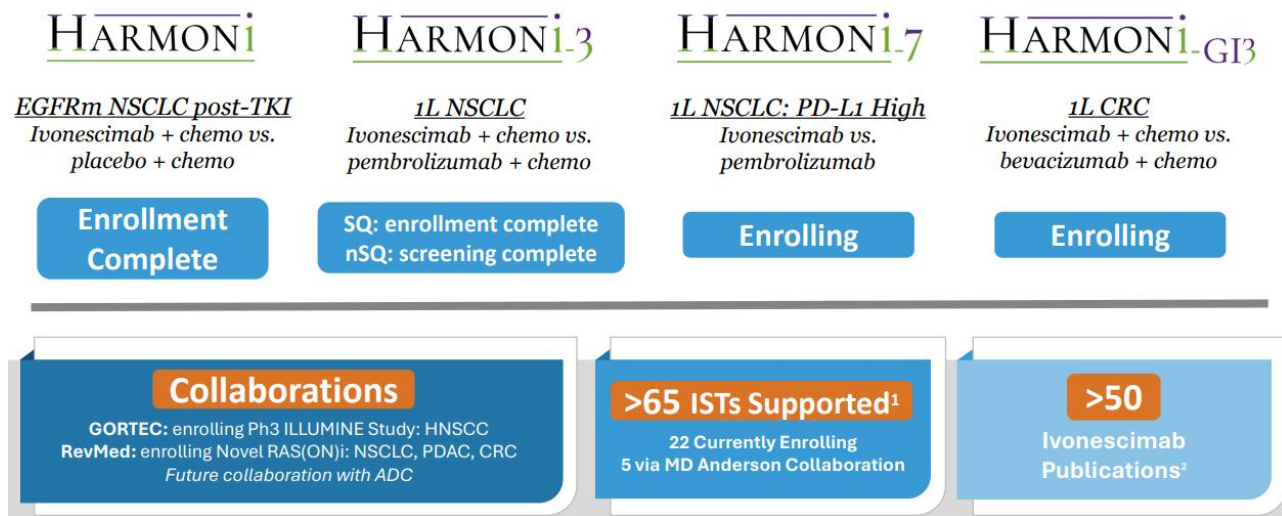 HARMONi
EGFRm NSCLC post-TKI
Ivonescimab + chemo vs.
placebo + chemo
Enrollment
Complete
HARMONi-3
1L NSCLC
Ivonescimab + chemo vs.
pembrolizumab + chemo
SQ: enrollment complete
nSQ: screening complete
HARMONi-7
1L NSCLC: PD-L1 High
Ivonescimab vs.
pembrolizumab
Enrolling
HARMONi-GI3
1L CRC
Ivonescimab + chemo vs.
bevacizumab + chemo
Enrolling
Collaborations
GORTEC: enrolling Ph3 ILLUMINE Study: HNSCC
RevMed: enrolling Novel RAS(ON)i: NSCLC, PDAC, CRC
Future collaboration with ADC
>65 ISTs Supported¹
22 Currently Enrolling
5 via MD Anderson Collaboration
>50
Ivonescimab
Publications²